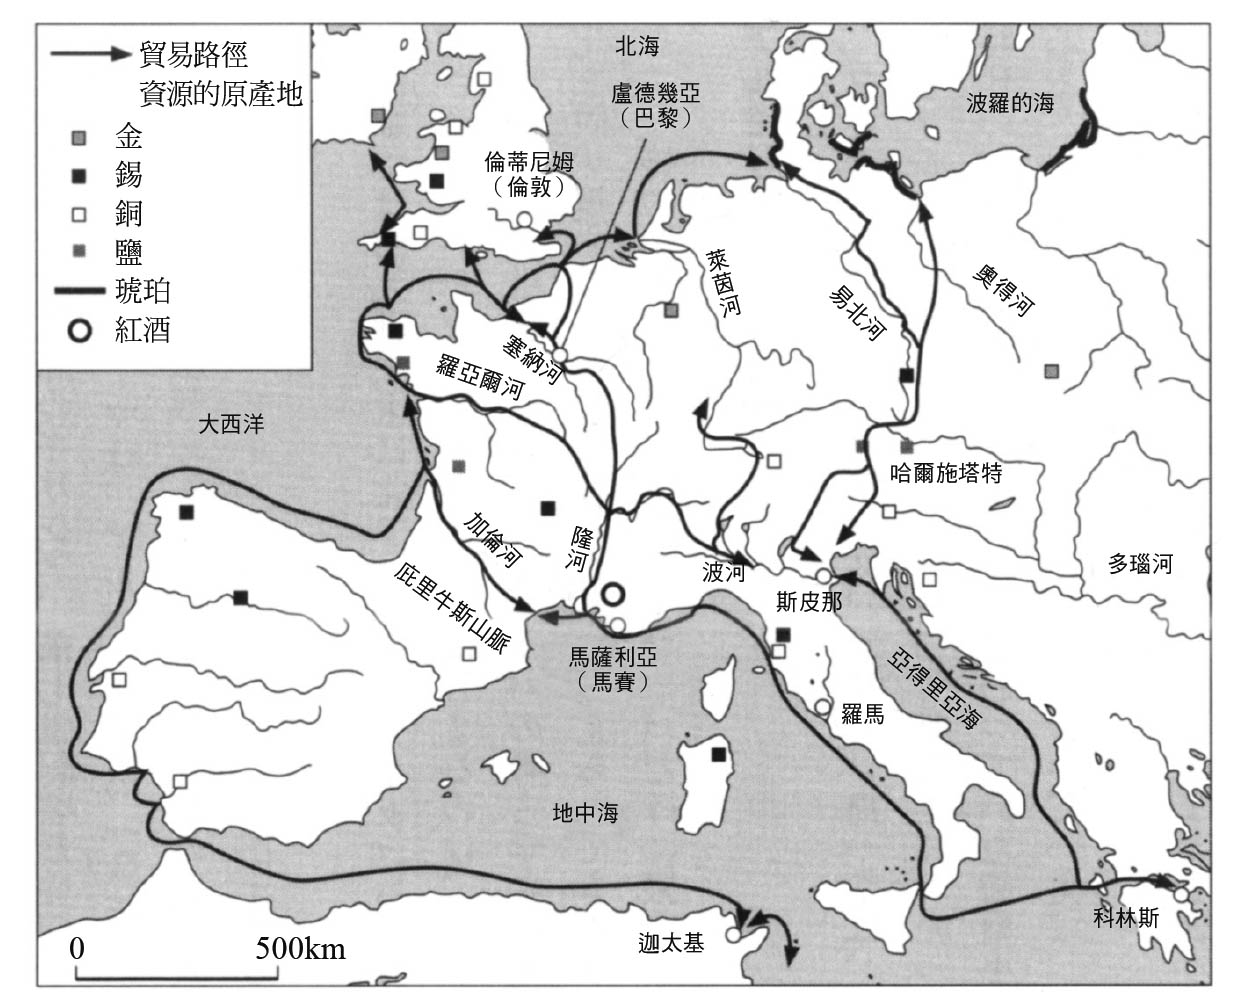 貿易路徑
資源的原產地
金
錫
銅
鹽
琥珀
紅酒
北海
盧德幾亞
（巴黎）
波羅的海
倫蒂尼姆
（倫敦）
萊茵河
奧得河
易北河
塞納河
羅亞爾河
大西洋
哈爾施塔特
加倫河
隆河
波河
多瑙河
庇里牛斯山脈
斯皮那
馬薩利亞
（馬賽）
亞得里亞海
羅馬
地中海
科林斯
迦太基
0
500km